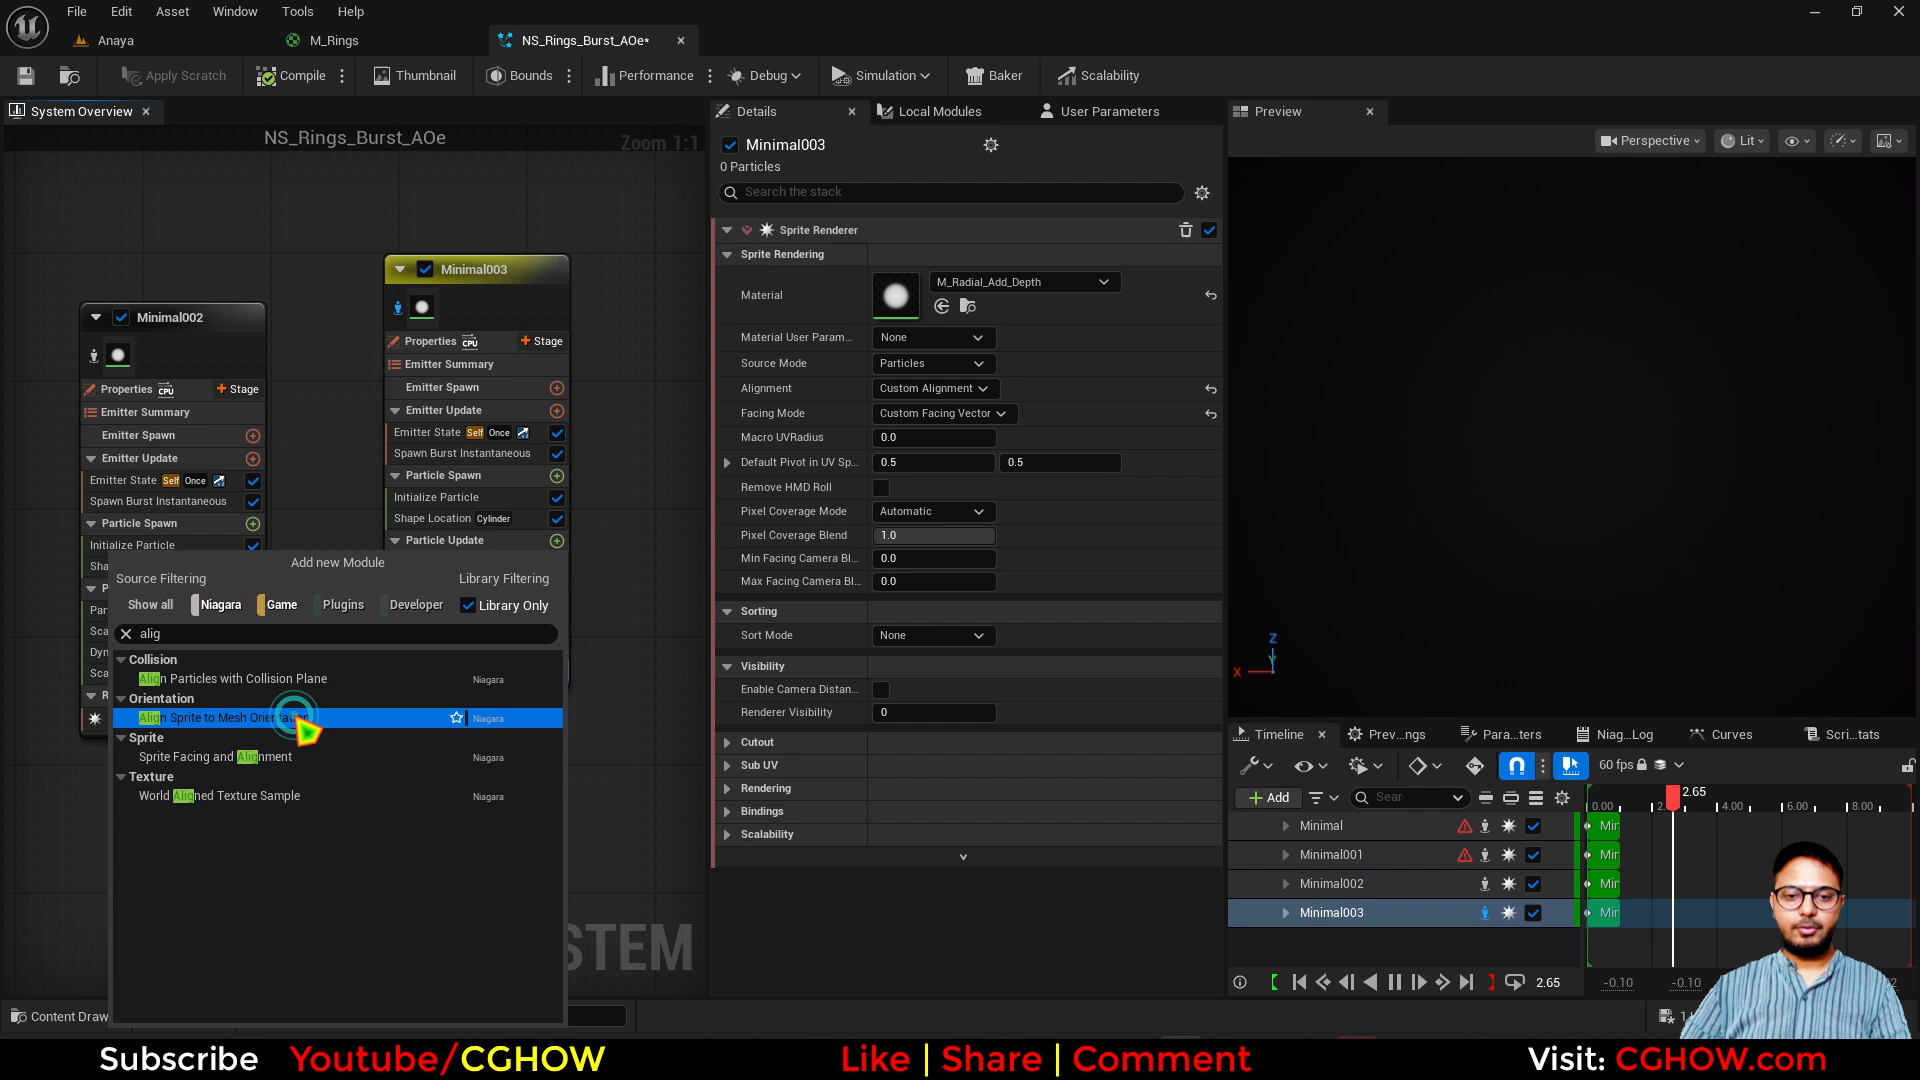 File Edit Asset Window Tools Help
Anaya M_Rings NS_Rings_Burst_AOe*
Apply Scratch Compile Thumbnail Bounds Performance Debug Simulation Baker Scalability
System Overview
NS_Rings_Burst_AOe
Zoom 1:1
Minimal003
Properties CPU Stage
Emitter Summary
Emitter Spawn
Emitter Update
Emitter State Self Once
Spawn Burst Instantaneous
Particle Spawn
Initialize Particle
Shape Location Cylinder
Particle Update
Minimal002
Properties CPU Stage
Emitter Summary
Emitter Spawn
Emitter Update
Emitter State Self Once
Spawn Burst Instantaneous
Particle Spawn
Initialize Particle
Sha
P
Par
Sca
Dyn
Sca
R
Add new Module
Source Filtering Library Filtering
Show all Niagara Game Plugins Developer Library Only
alig
Collision
Align Particles with Collision Plane Niagara
Orientation
Align Sprite to Mesh Orientation Niagara
Sprite
Sprite Facing and Alignment Niagara
Texture
World Aligned Texture Sample Niagara
STEM
Content Draw
Details Local Modules User Parameters
Minimal003
0 Particles
Search the stack
Sprite Renderer
Sprite Rendering
Material M_Radial_Add_Depth
Material User Param... None
Source Mode Particles
Alignment Custom Alignment
Facing Mode Custom Facing Vector
Macro UVRadius 0.0
Default Pivot in UV Sp... 0.5 0.5
Remove HMD Roll
Pixel Coverage Mode Automatic
Pixel Coverage Blend 1.0
Min Facing Camera Bl... 0.0
Max Facing Camera Bl... 0.0
Sorting
Sort Mode None
Visibility
Enable Camera Distan...
Renderer Visibility 0
Cutout
Sub UV
Rendering
Bindings
Scalability
Preview
Perspective Lit
Z
Y
X
Timeline Prev...ngs Para...ters Niag...Log Curves Scri...tats
60 fps
Add Sear 2.65
0.00 2. 4.00 6.00 8.00
Minimal Mir
Minimal001 Mir
Minimal002 Mir
Minimal003 Mir
2.65 -0.10 -0.10
Subscribe Youtube/CGHOW Like | Share | Comment Visit: CGHOW.com